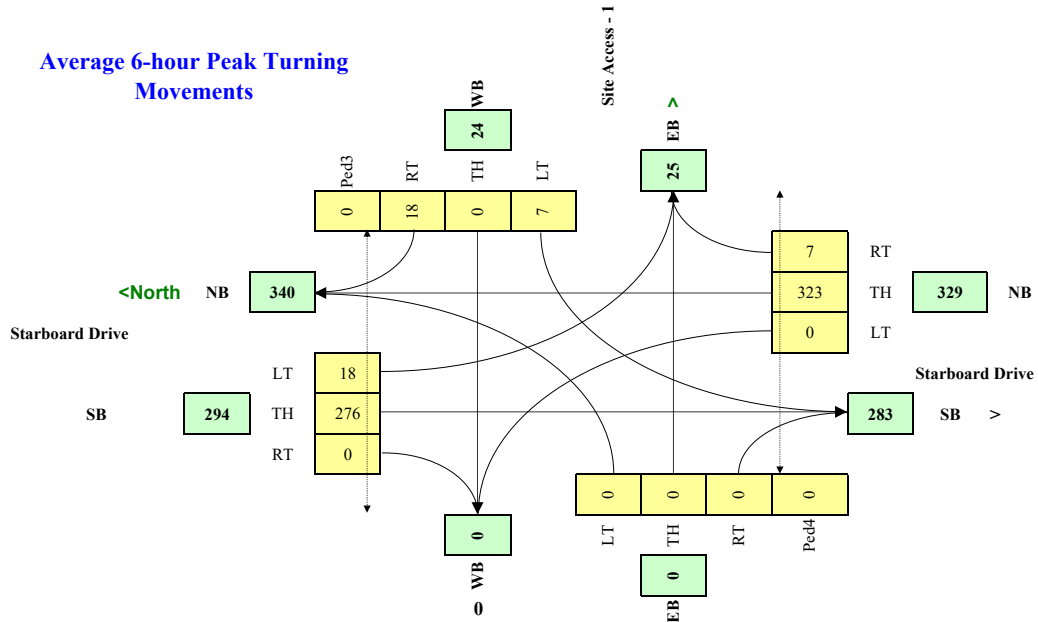 Average 6-hour Peak Turning
Movements
Site Access - 1
WB
24
^
EB
25
Ped3 RT TH LT
0 18 0 7
<North NB 340
7 RT
323 TH 329 NB
0 LT
Starboard Drive
Starboard Drive
LT 18
SB 294 TH 276
RT 0
283 SB >
0 0 0 0
LT TH RT Ped4
0
WB
0
0
EB